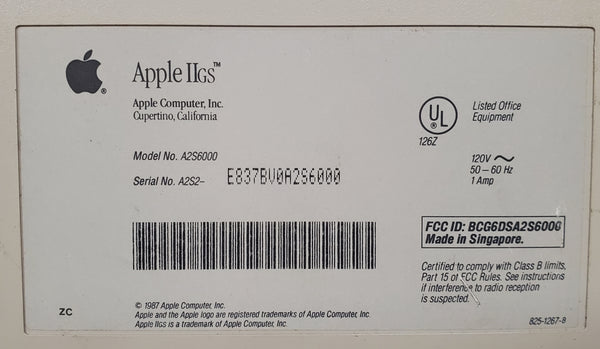 Apple IIGS™
Apple Computer, Inc.
Cupertino, California
Model No. A2S6000
Serial No. A2S2- E837BV0A2S6000
© 1987 Apple Computer, Inc.
Apple and the Apple logo are registered trademarks of Apple Computer, Inc.
Apple IIGS is a trademark of Apple Computer, Inc.
ZC
®
UL
126Z
Listed Office
Equipment
120V
50 – 60 Hz
1 Amp
FCC ID: BCG6DSA2S6000
Made in Singapore.
Certified to comply with Class B limits,
Part 15 of FCC Rules. See instructions
if interference to radio reception
is suspected.
825-1267-B